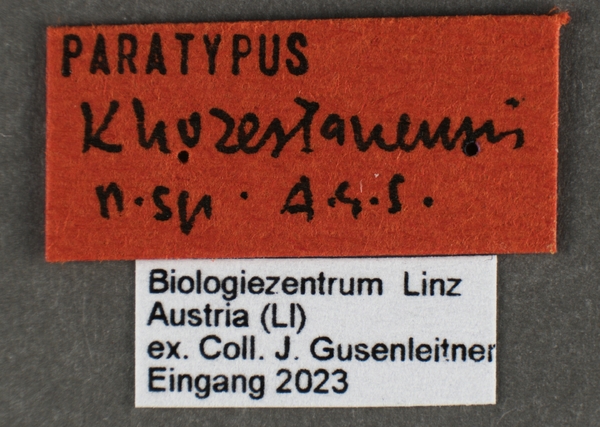 PARATYPUS
Khozestanensis
n.sp. A.G.S.
Biologiezentrum Linz
Austria (LI)
ex. Coll. J. Gusenleitner
Eingang 2023